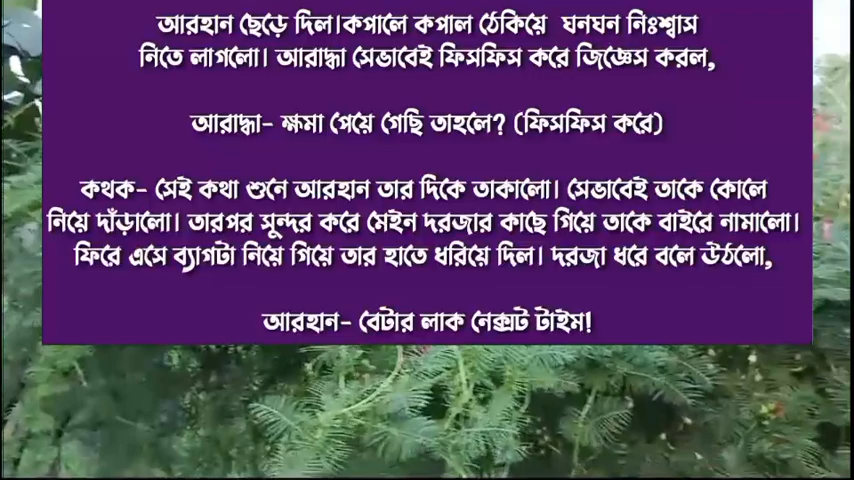 আরহান ছেড়ে দিল।কপালে কপাল ঠেকিয়ে ঘনঘন নিঃশ্বাস
নিতে লাগলো। আরাদ্ধা সেভাবেই ফিসফিস করে জিজ্ঞেস করল,
আরাদ্ধা- ক্ষমা পেয়ে গেছি তাহলে? (ফিসফিস করে)
কথক- সেই কথা শুনে আরহান তার দিকে তাকালো। সেভাবেই তাকে কোলে
নিয়ে দাঁড়ালো। তারপর সুন্দর করে মেইন দরজার কাছে গিয়ে তাকে বাইরে নামালো।
ফিরে এসে ব্যাগটা নিয়ে গিয়ে তার হাতে ধরিয়ে দিল। দরজা ধরে বলে উঠলো,
আরহান- বেটার লাক নেক্সট টাইম!